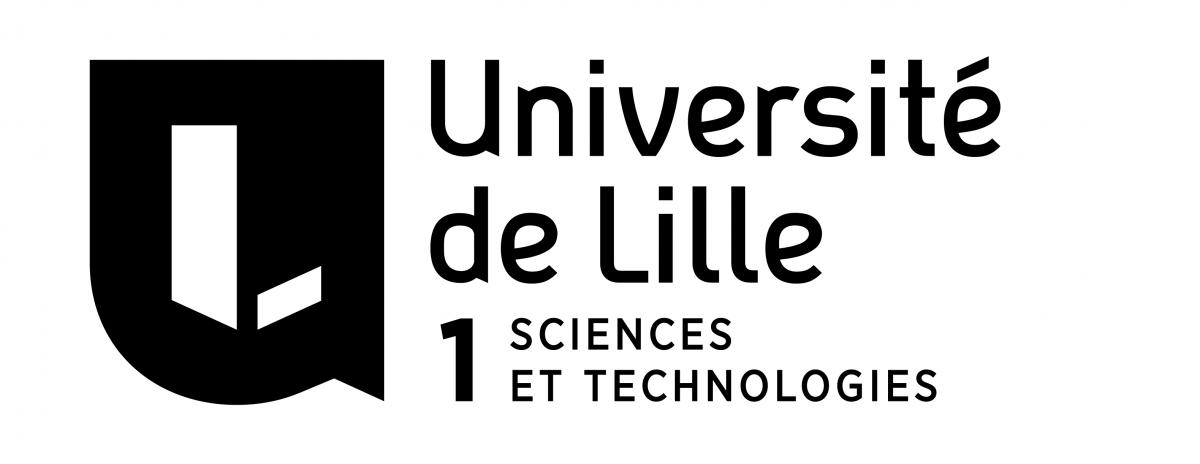 Université
de Lille
1 SCIENCES
ET TECHNOLOGIES